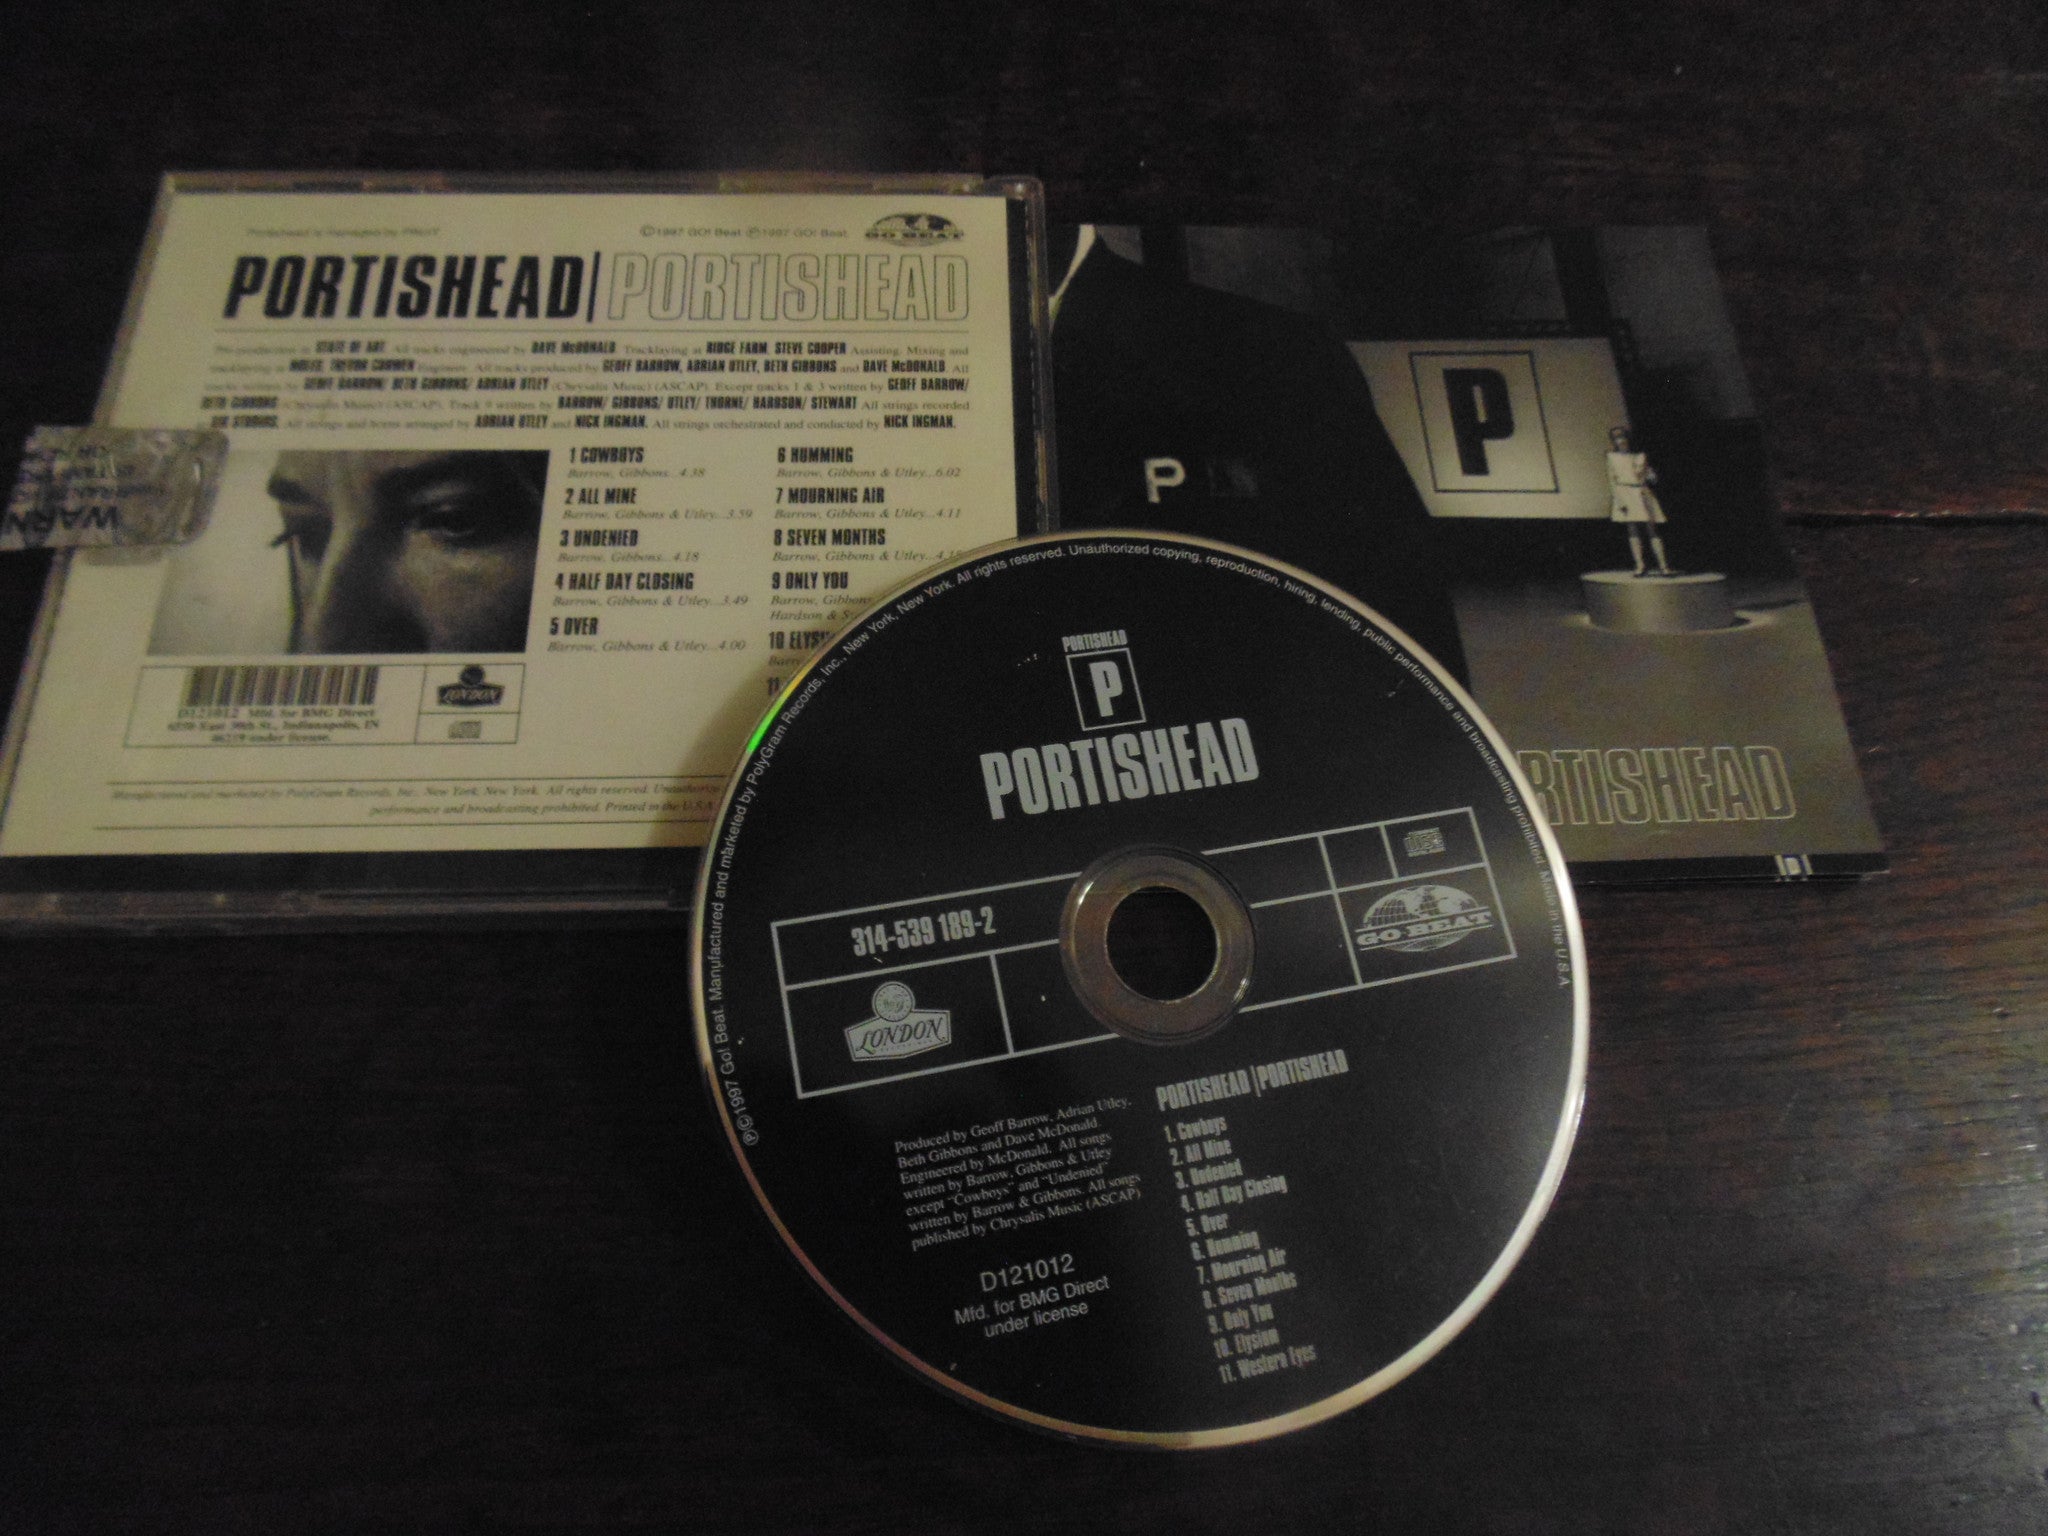 ©1997 GO! Beat ℗1997 GO! Beat.
GO BEAT
PORTISHEAD|PORTISHEAD
STATE OF ART. All tracks engineered by DAVE McDONALD. Tracklaying at RIDGE FARM, STEVE COOPER Assisting. Mixing and
tracklaying at Engineer. All tracks produced by GEOFF BARROW, ADRIAN UTLEY, BETH GIBBONS and DAVE McDONALD. All
tracks written by GEOFF BARROW/ BETH GIBBONS/ ADRIAN UTLEY (Chrysalis Music) (ASCAP). Except tracks 1 & 3 written by GEOFF BARROW/
BETH GIBBONS (Chrysalis Music) (ASCAP). Track 9 written by BARROW/ GIBBONS/ UTLEY/ THORNE/ HARDSON/ STEWART All strings recorded
All strings and horns arranged by ADRIAN UTLEY and NICK INGMAN. All strings orchestrated and conducted by NICK INGMAN.
WARN
1 COWBOYS
Barrow, Gibbons...4.38
2 ALL MINE
Barrow, Gibbons & Utley...3.59
3 UNDENIED
Barrow, Gibbons...4.18
4 HALF DAY CLOSING
Barrow, Gibbons & Utley...3.49
5 OVER
Barrow, Gibbons & Utley...4.00
6 HUMMING
Barrow, Gibbons & Utley...6.02
7 MOURNING AIR
Barrow, Gibbons & Utley...4.11
8 SEVEN MONTHS
Barrow, Gibbons & Utley...4.15
9 ONLY YOU
Barrow, Gibbons
Hardson & S
10 ELYSI
11
D121012 Mfd. for BMG Direct
6550 East 30th St., Indianapolis, IN
46219 under license.
LONDON
Manufactured and marketed by PolyGram Records, Inc., New York, New York. All rights reserved.
performance and broadcasting prohibited. Printed in the U.S.A.
P
P
RTISHEAD
℗©1997 Go! Beat. Manufactured and marketed by PolyGram Records, Inc., New York, New York. All rights reserved. Unauthorized copying, reproduction, hiring, lending, public performance and broadcasting prohibited. Made in the U.S.A
PORTISHEAD
P
PORTISHEAD
314-539 189-2
LONDON
GO BEAT
Produced by Geoff Barrow, Adrian Utley,
Beth Gibbons and Dave McDonald.
Engineered by McDonald. All songs
written by Barrow, Gibbons & Utley
except "Cowboys" and "Undenied"
written by Barrow & Gibbons. All songs
published by Chrysalis Music (ASCAP)
D121012
Mfd. for BMG Direct
under license
PORTISHEAD|PORTISHEAD
1. Cowboys
2. All Mine
3. Undenied
4. Half Day Closing
5. Over
6. Humming
7. Mourning Air
8. Seven Months
9. Only You
10. Elysium
11. Western Eyes